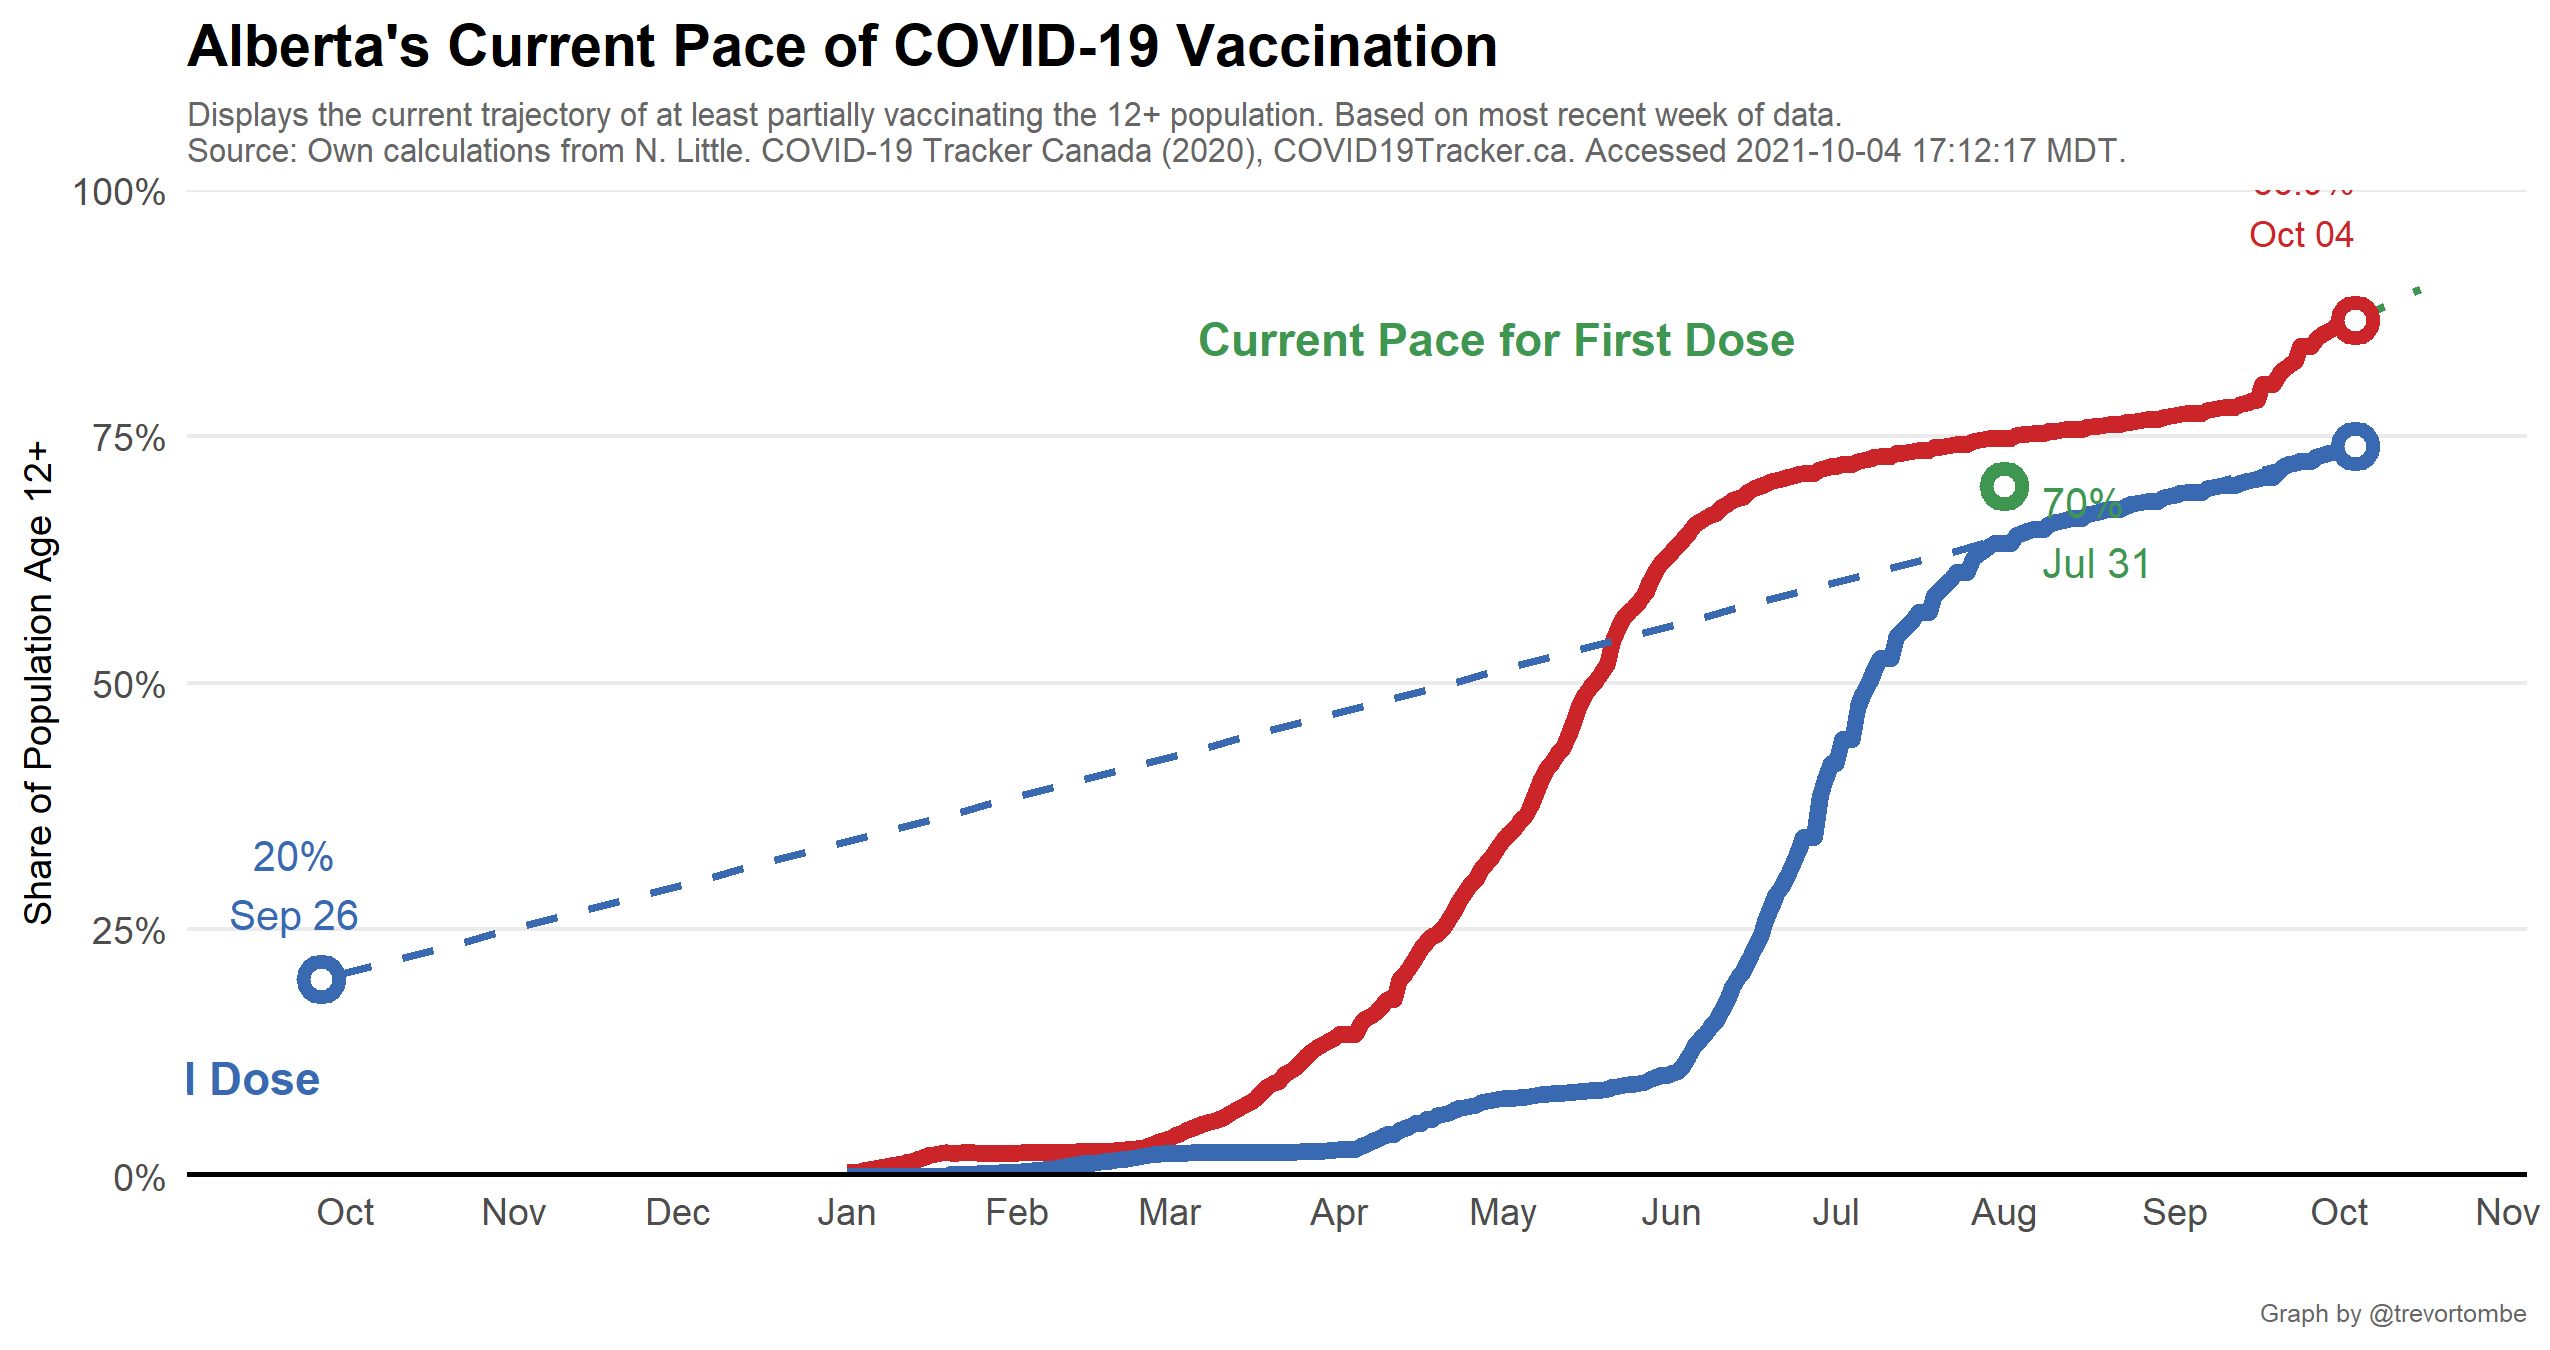 Alberta's Current Pace of COVID-19 Vaccination
Displays the current trajectory of at least partially vaccinating the 12+ population. Based on most recent week of data.
Source: Own calculations from N. Little. COVID-19 Tracker Canada (2020), COVID19Tracker.ca. Accessed 2021-10-04 17:12:17 MDT.
100%
Oct 04
Current Pace for First Dose
75%
70%
Jul 31
Share of Population Age 12+
50%
20%
Sep 26
25%
l Dose
0%
Oct Nov Dec Jan Feb Mar Apr May Jun Jul Aug Sep Oct Nov
Graph by @trevortombe